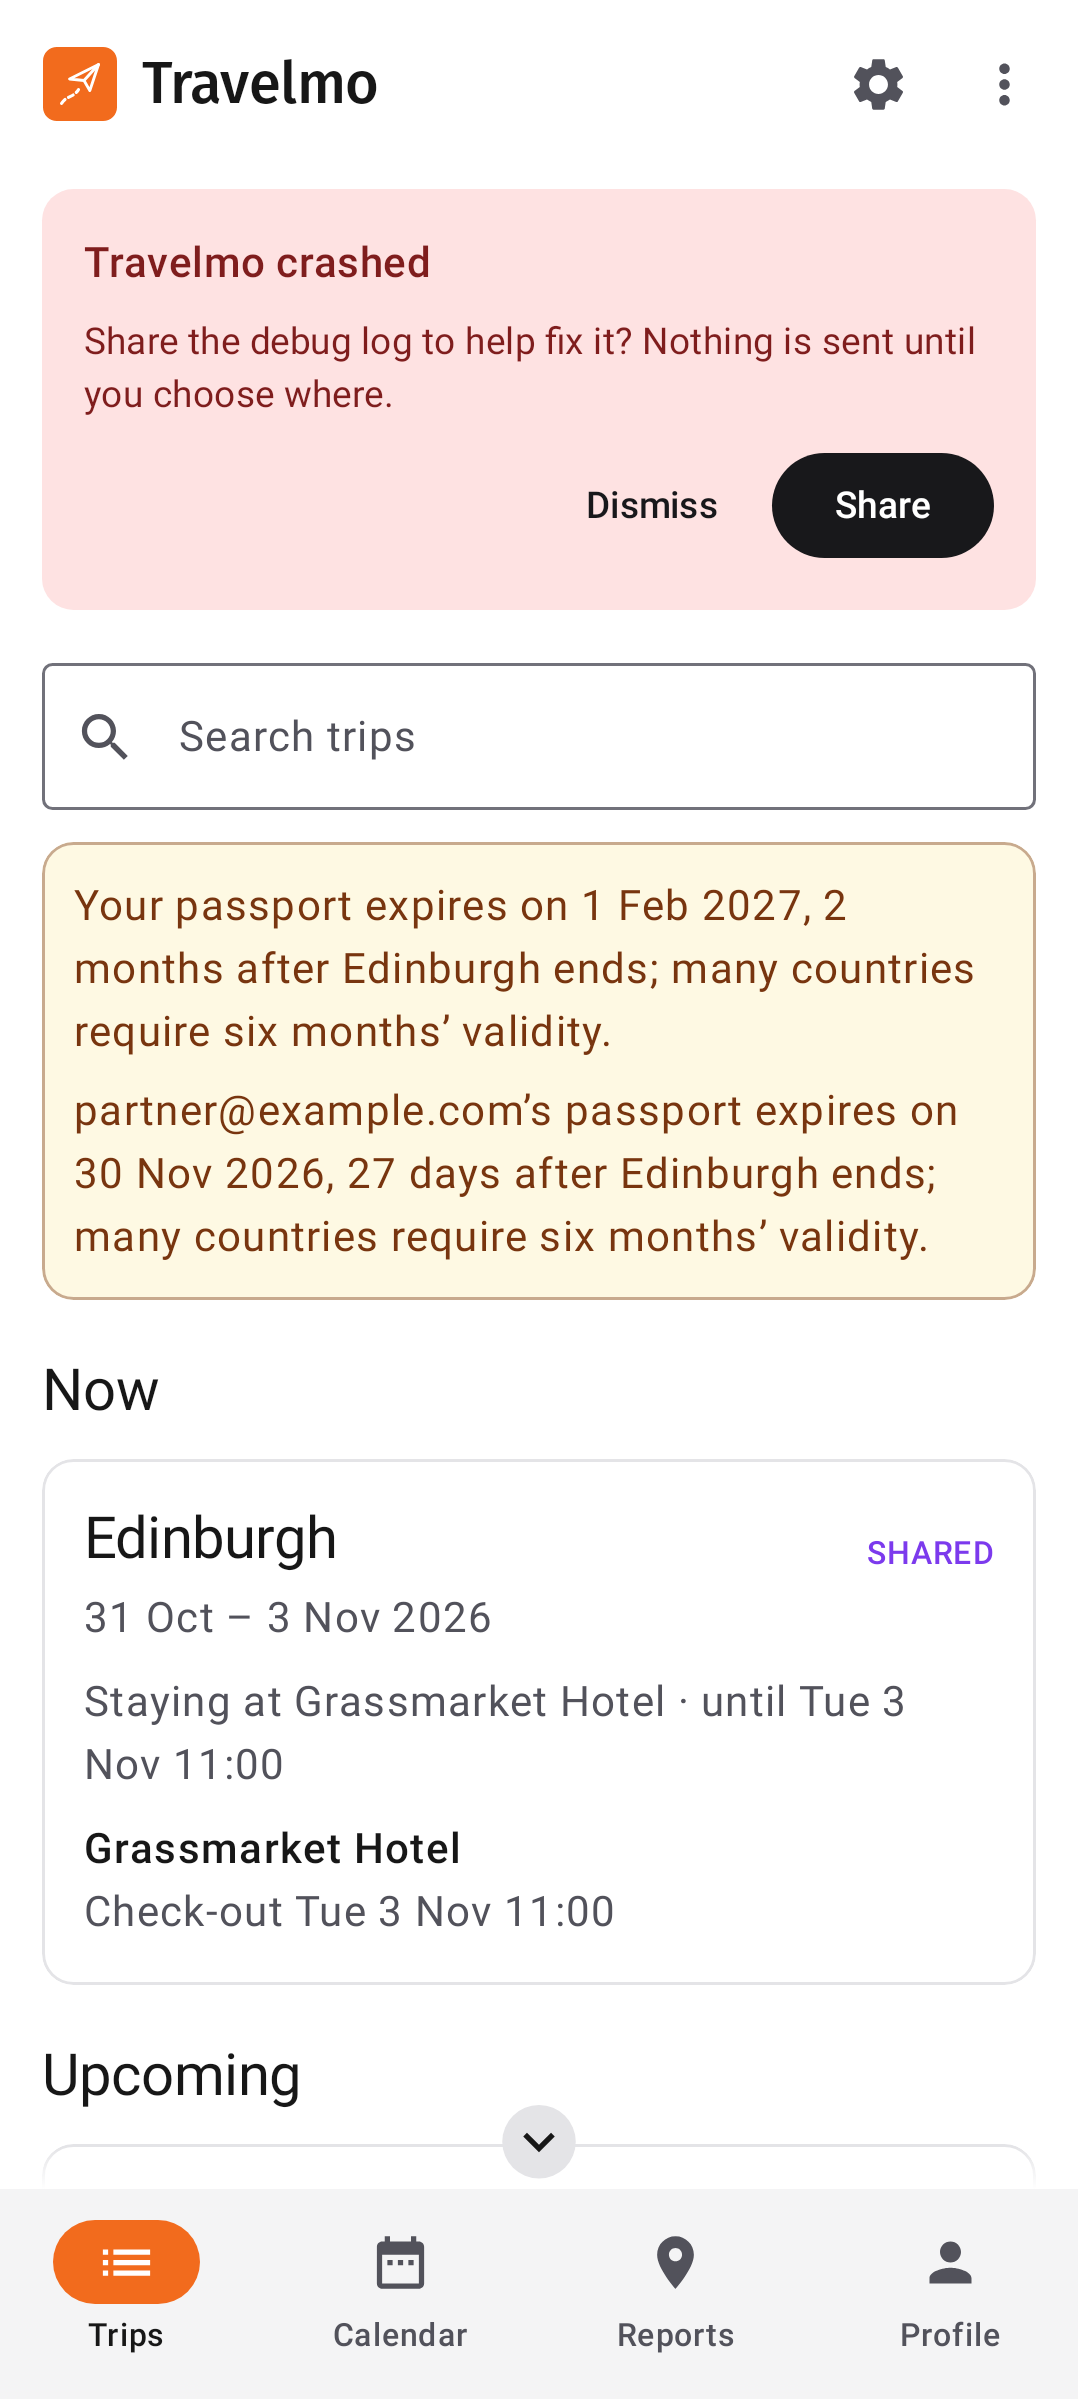 Travelmo
Travelmo crashed
Share the debug log to help fix it? Nothing is sent until
you choose where.
Dismiss
Share
Search trips
Your passport expires on 1 Feb 2027, 2
months after Edinburgh ends; many countries
require six months’ validity.
partner@example.com’s passport expires on
30 Nov 2026, 27 days after Edinburgh ends;
many countries require six months’ validity.
Now
Edinburgh
SHARED
31 Oct – 3 Nov 2026
Staying at Grassmarket Hotel · until Tue 3
Nov 11:00
Grassmarket Hotel
Check-out Tue 3 Nov 11:00
Upcoming
Trips
Calendar
Reports
Profile